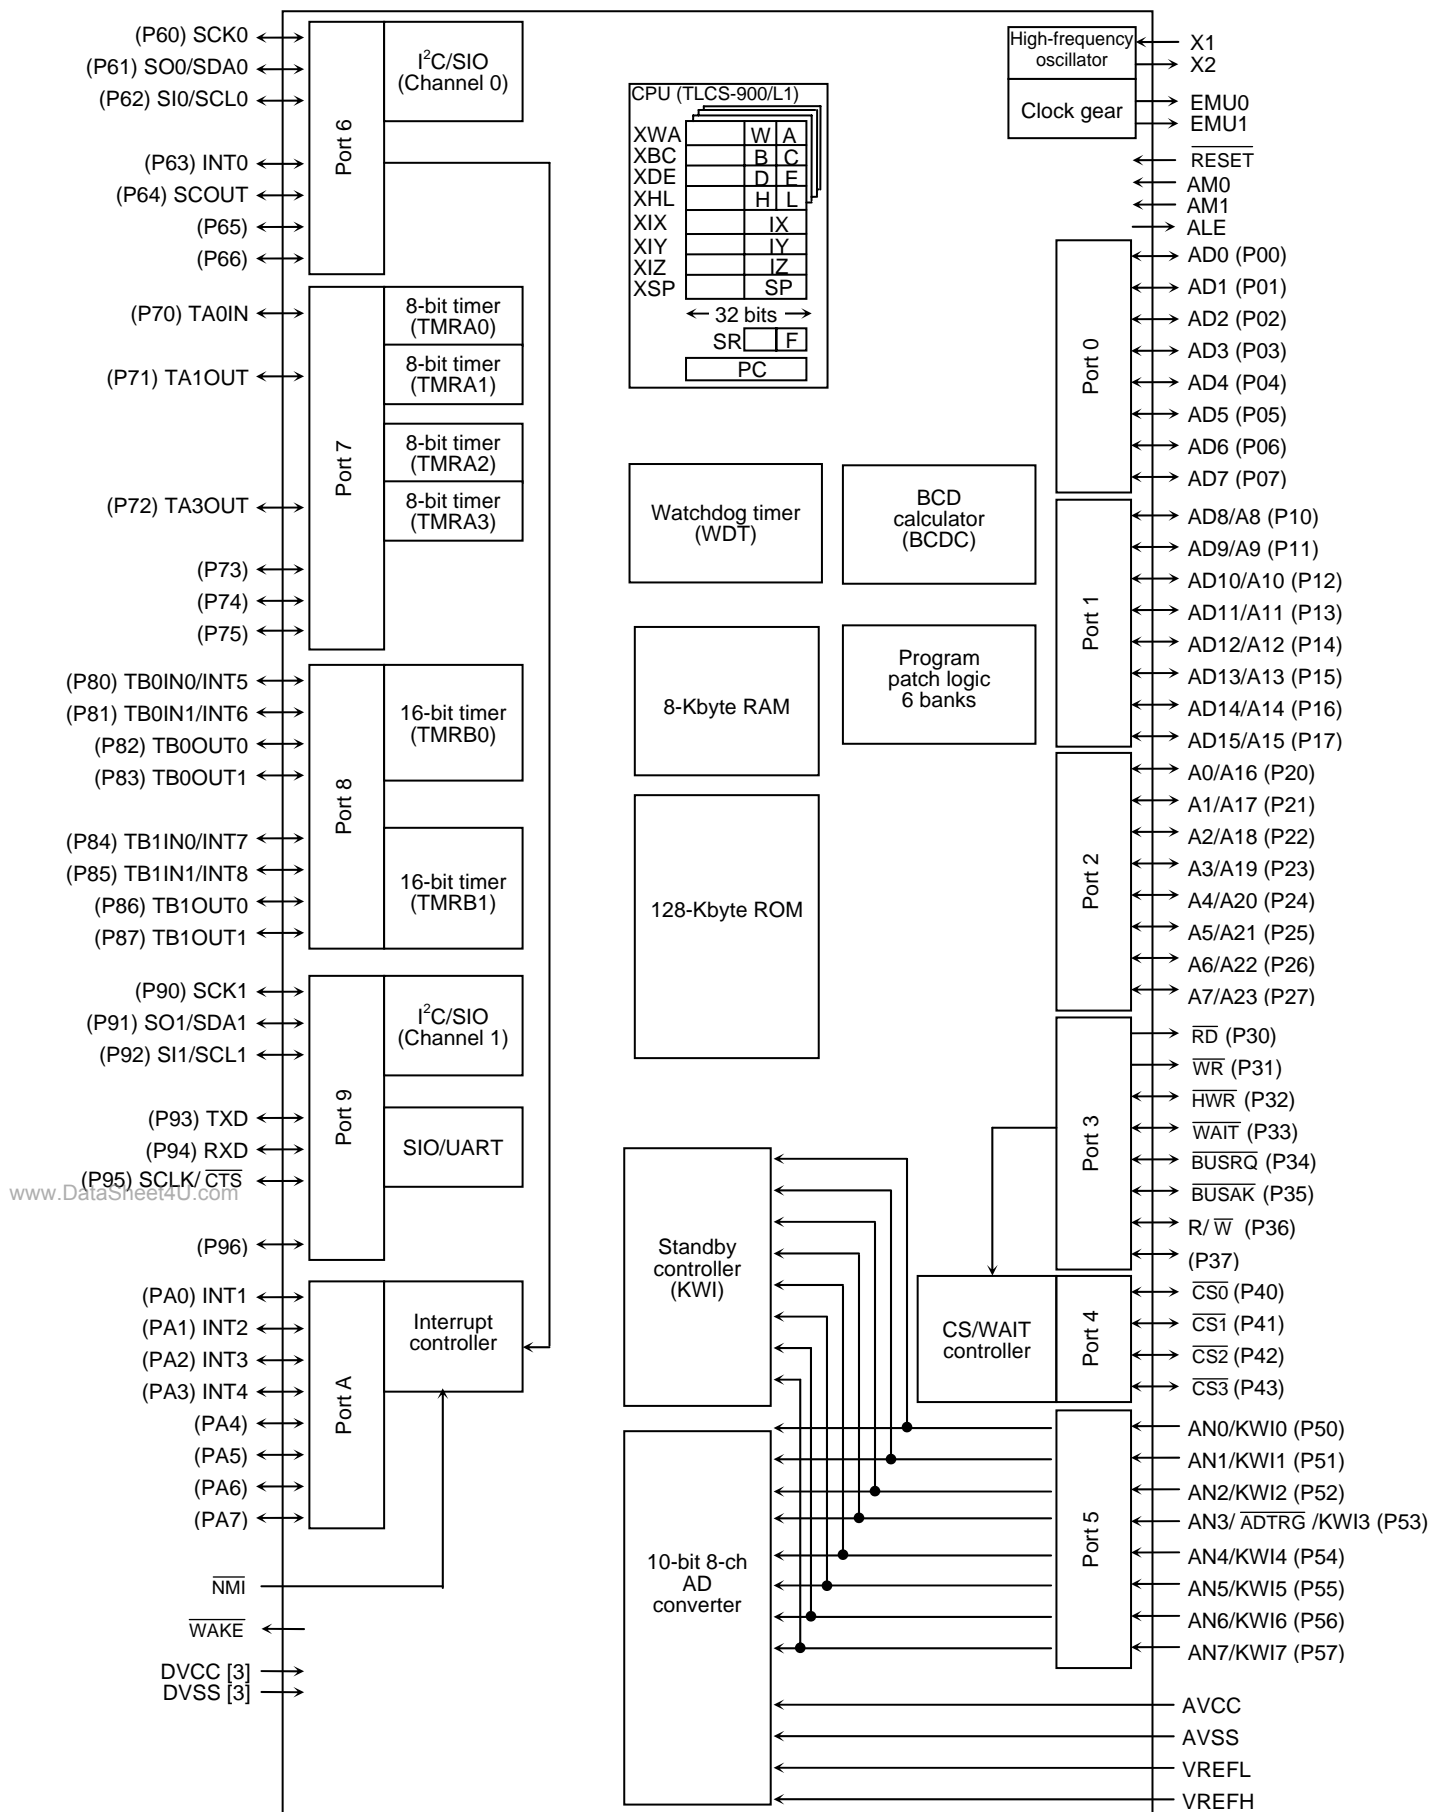 (P60) SCK0
(P61) SO0/SDA0
(P62) SI0/SCL0
(P63) INT0
(P64) SCOUT
(P65)
(P66)
Port 6
I²C/SIO
(Channel 0)
(P70) TA0IN
(P71) TA1OUT
(P72) TA3OUT
(P73)
(P74)
(P75)
Port 7
8-bit timer
(TMRA0)
8-bit timer
(TMRA1)
8-bit timer
(TMRA2)
8-bit timer
(TMRA3)
(P80) TB0IN0/INT5
(P81) TB0IN1/INT6
(P82) TB0OUT0
(P83) TB0OUT1
(P84) TB1IN0/INT7
(P85) TB1IN1/INT8
(P86) TB1OUT0
(P87) TB1OUT1
Port 8
16-bit timer
(TMRB0)
16-bit timer
(TMRB1)
(P90) SCK1
(P91) SO1/SDA1
(P92) SI1/SCL1
(P93) TXD
(P94) RXD
(P95) SCLK/ CTS
www.DataSheet4U.com
(P96)
Port 9
I²C/SIO
(Channel 1)
SIO/UART
(PA0) INT1
(PA1) INT2
(PA2) INT3
(PA3) INT4
(PA4)
(PA5)
(PA6)
(PA7)
Port A
Interrupt
controller
NMI
WAKE
DVCC [3]
DVSS [3]
CPU (TLCS-900/L1)
XWA W A
XBC B C
XDE D E
XHL H L
XIX IX
XIY IY
XIZ IZ
XSP SP
32 bits
SR F
PC
Watchdog timer
(WDT)
BCD
calculator
(BCDC)
8-Kbyte RAM
Program
patch logic
6 banks
128-Kbyte ROM
Standby
controller
(KWI)
CS/WAIT
controller
10-bit 8-ch
AD
converter
High-frequency
oscillator
Clock gear
X1
X2
EMU0
EMU1
RESET
AM0
AM1
ALE
Port 0
AD0 (P00)
AD1 (P01)
AD2 (P02)
AD3 (P03)
AD4 (P04)
AD5 (P05)
AD6 (P06)
AD7 (P07)
Port 1
AD8/A8 (P10)
AD9/A9 (P11)
AD10/A10 (P12)
AD11/A11 (P13)
AD12/A12 (P14)
AD13/A13 (P15)
AD14/A14 (P16)
AD15/A15 (P17)
Port 2
A0/A16 (P20)
A1/A17 (P21)
A2/A18 (P22)
A3/A19 (P23)
A4/A20 (P24)
A5/A21 (P25)
A6/A22 (P26)
A7/A23 (P27)
Port 3
RD (P30)
WR (P31)
HWR (P32)
WAIT (P33)
BUSRQ (P34)
BUSAK (P35)
R/ W (P36)
(P37)
Port 4
CS0 (P40)
CS1 (P41)
CS2 (P42)
CS3 (P43)
Port 5
AN0/KWI0 (P50)
AN1/KWI1 (P51)
AN2/KWI2 (P52)
AN3/ ADTRG /KWI3 (P53)
AN4/KWI4 (P54)
AN5/KWI5 (P55)
AN6/KWI6 (P56)
AN7/KWI7 (P57)
AVCC
AVSS
VREFL
VREFH